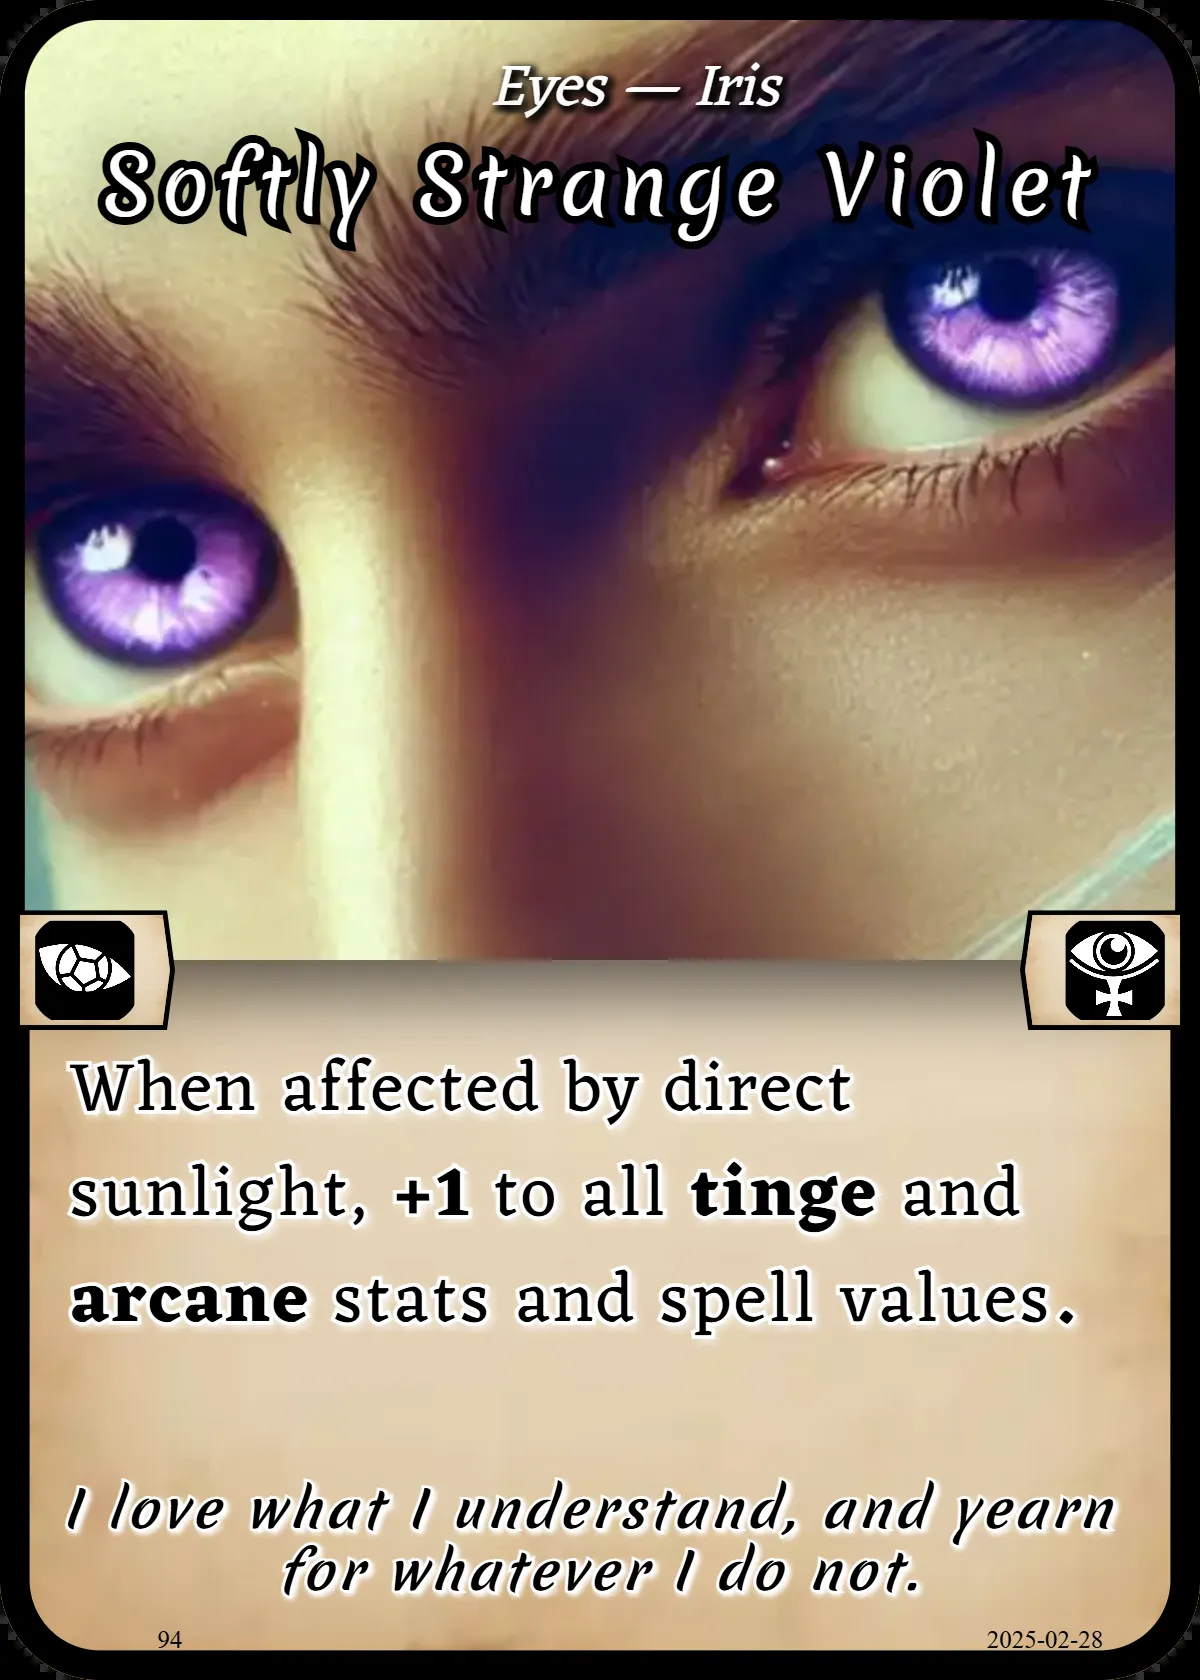 Eyes — Iris
Softly Strange Violet
When affected by direct
sunlight, +1 to all tinge and
arcane stats and spell values.
I love what I understand, and yearn
for whatever I do not.
94
2025-02-28